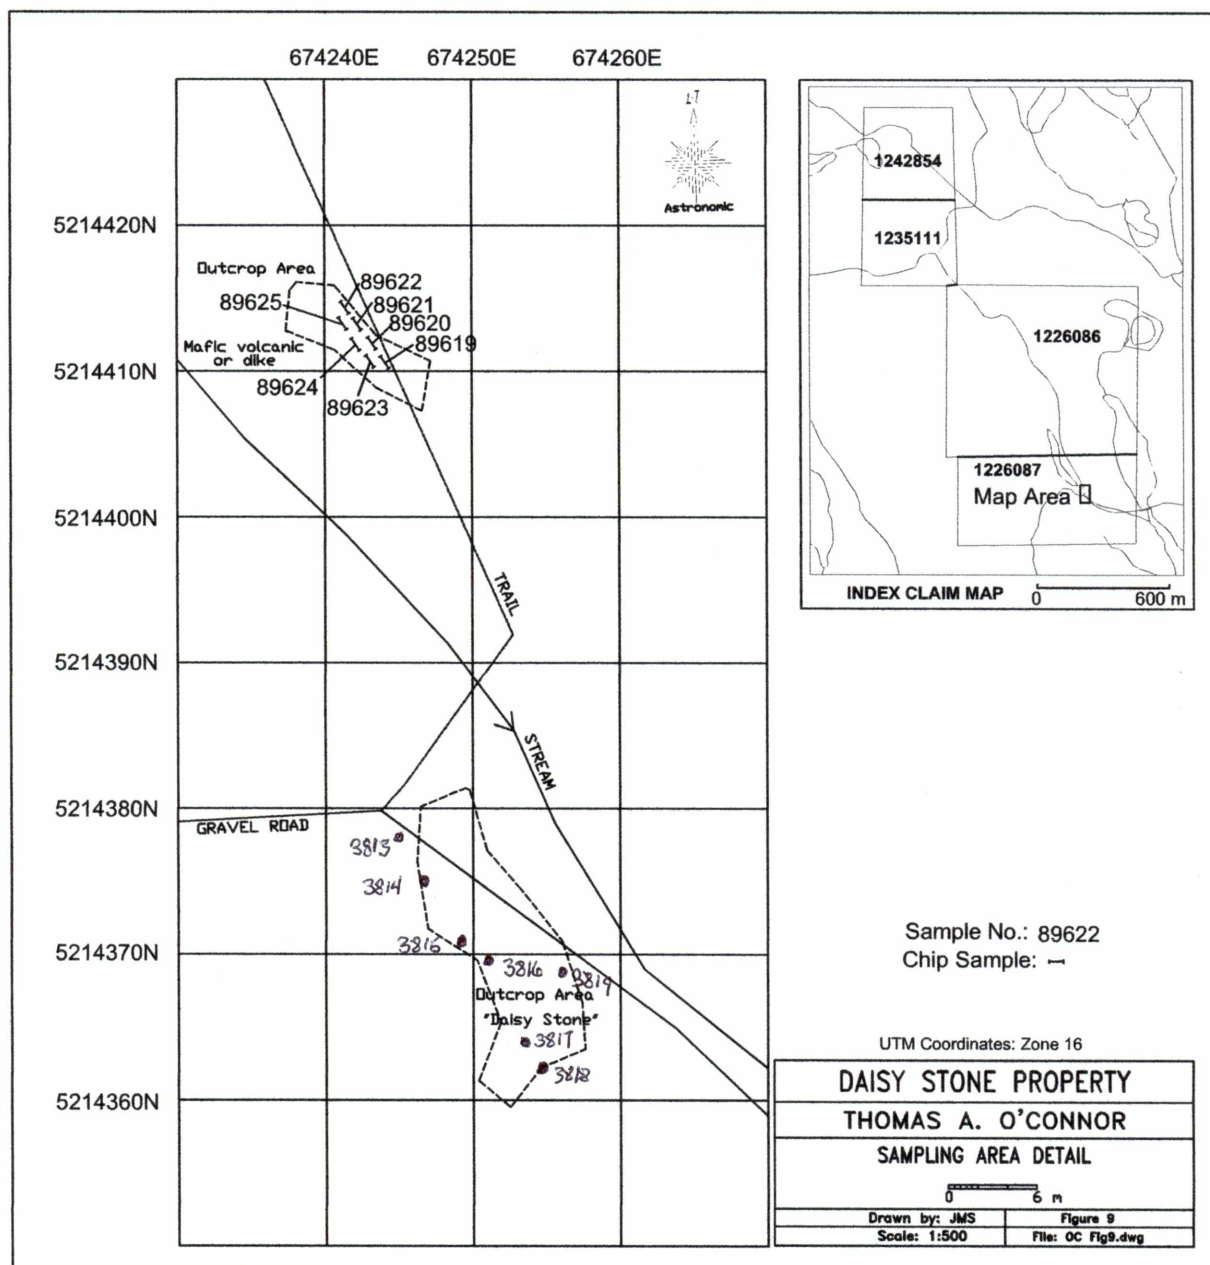 674240E 674250E 674260E
Astronomic
5214420N
Outcrop Area
89622
89625
89621
89620
89619
Mafic volcanic
or dike
5214410N
89624
89623
5214400N
TRAIL
5214390N
STREAM
5214380N
GRAVEL ROAD
3813
3814
3815
5214370N
3816
3819
Outcrop Area
"Daisy Stone"
3817
3818
5214360N
1242854
1235111
1226086
1226087
Map Area
INDEX CLAIM MAP
0 600 m
Sample No.: 89622
Chip Sample:
UTM Coordinates: Zone 16
DAISY STONE PROPERTY
THOMAS A. O'CONNOR
SAMPLING AREA DETAIL
0 6 m
Drawn by: JMS Figure 9
Scale: 1:500 File: OC Fig9.dwg